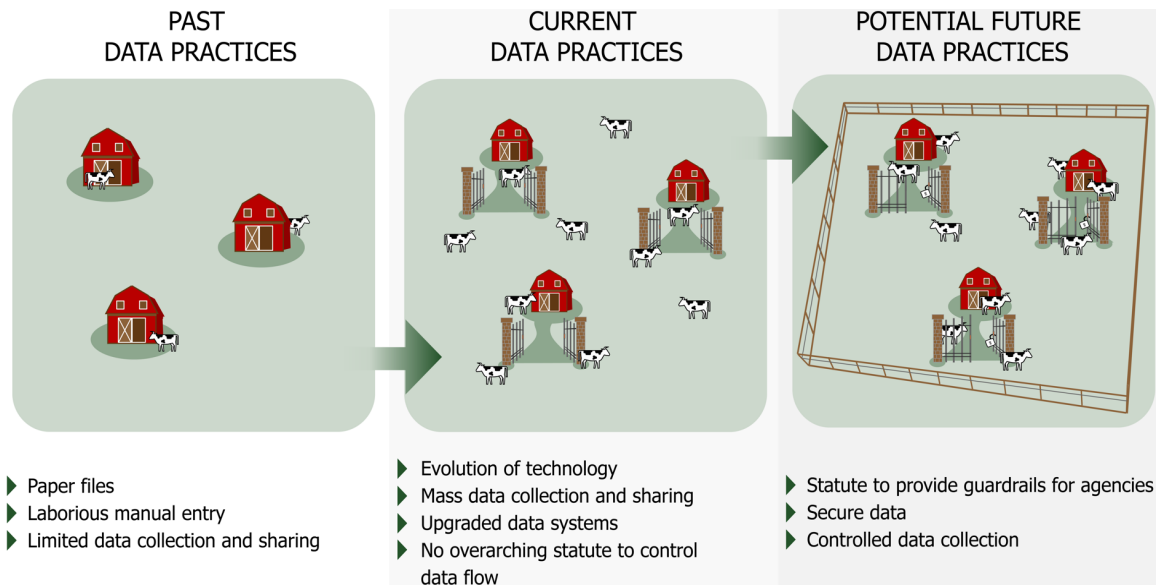 PAST
DATA PRACTICES
CURRENT
DATA PRACTICES
POTENTIAL FUTURE
DATA PRACTICES
Paper files
Laborious manual entry
Limited data collection and sharing
Evolution of technology
Mass data collection and sharing
Upgraded data systems
No overarching statute to control
data flow
Statute to provide guardrails for agencies
Secure data
Controlled data collection